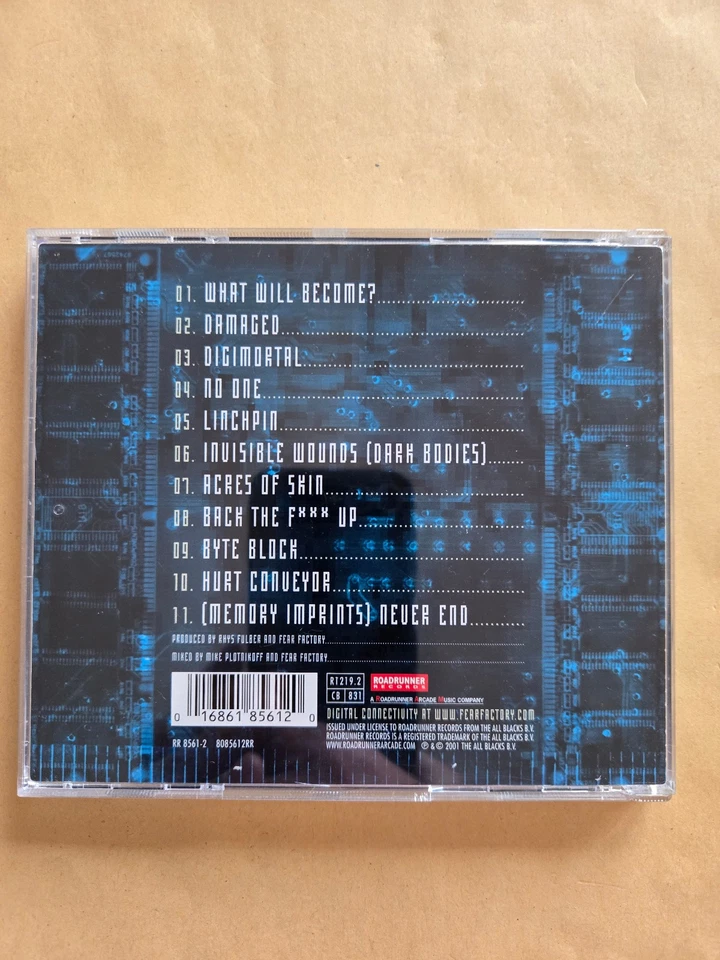 01. WHAT WILL BECOME?
02. DAMAGED
03. DIGIMORTAL
04. NO ONE
05. LINCHPIN
06. INVISIBLE WOUNDS (DARK BODIES)
07. ACRES OF SKIN
08. BACK THE F*** UP
09. BYTE BLOCK
10. HURT CONVEYOR
11. (MEMORY IMPRINTS) NEVER END
PRODUCED BY RHYS FULBER AND FEAR FACTORY
MIXED BY MIKE PLOTNIKOFF AND FEAR FACTORY
0 16861 85612 0
RR 8561-2 8085612RR
RT219.2
CB 831
ROADRUNNER
RECORDS
A ROADRUNNER ARCADE MUSIC COMPANY
DIGITAL CONNECTIVITY AT WWW.FEARFACTORY.COM
ISSUED UNDER LICENSE TO ROADRUNNER RECORDS FROM THE ALL BLACKS B.V.
ROADRUNNER RECORDS IS A REGISTERED TRADEMARK OF THE ALL BLACKS B.V.
WWW.ROADRUNNERARCADE.COM ℗ & © 2001 THE ALL BLACKS B.V.